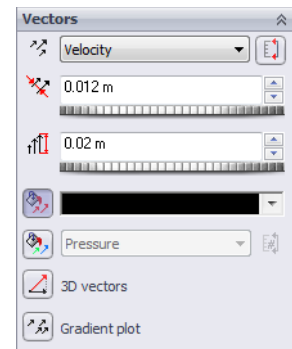 Vectors
Velocity
0.012 m
0.02 m
Pressure
3D vectors
Gradient plot